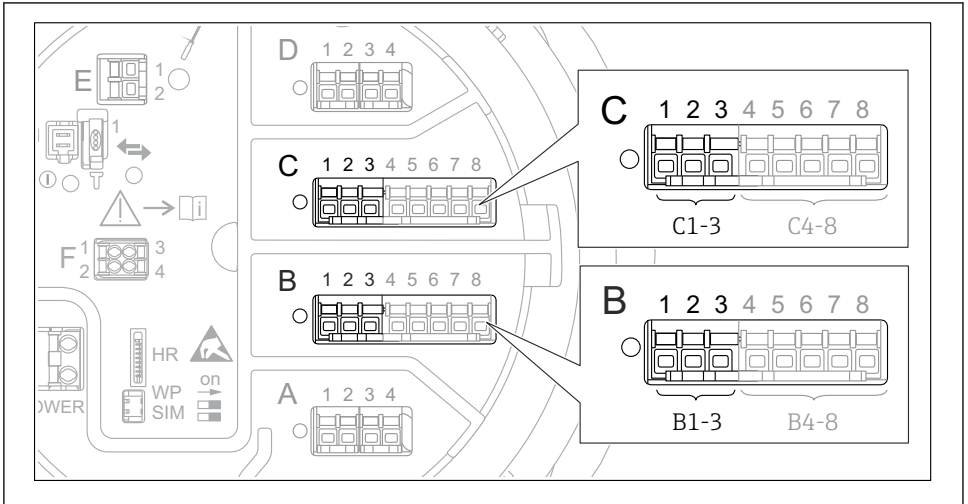 D 1 2 3 4
E 1
2
1
C 1 2 3 4 5 6 7 8
C 1 2 3 4 5 6 7 8
C1-3 C4-8
i
F 1 3
2 4
B 1 2 3 4 5 6 7 8
B 1 2 3 4 5 6 7 8
B1-3 B4-8
HR
on
WP
SIM
OWER
A 1 2 3 4